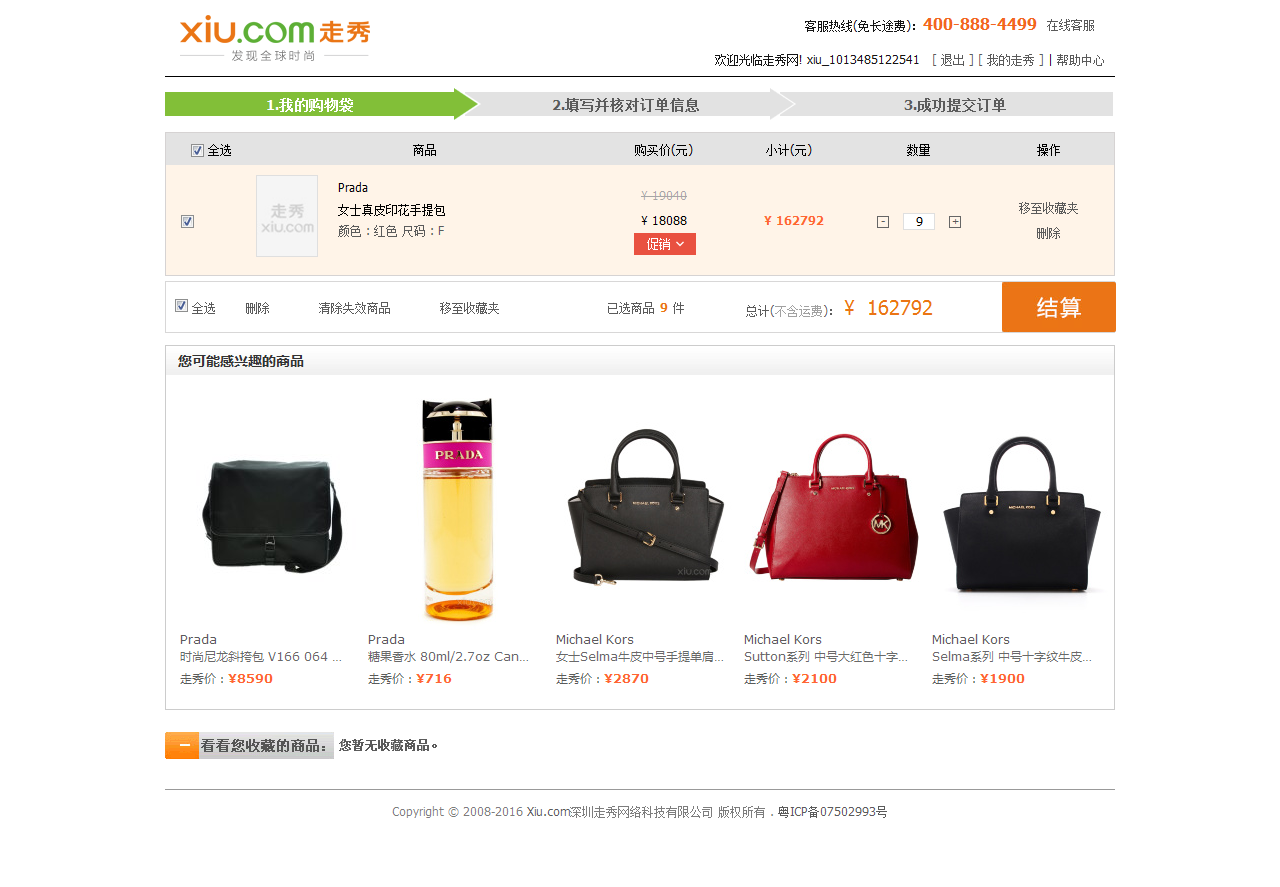 xiu.com走秀
发现全球时尚
客服热线(免长途费)：400-888-4499 在线客服
欢迎光临走秀网! xiu_1013485122541 [ 退出 ] [ 我的走秀 ] | 帮助中心
1.我的购物袋 2.填写并核对订单信息 3.成功提交订单
全选 商品 购买价(元) 小计(元) 数量 操作
走秀
xiu.com
Prada
女士真皮印花手提包
颜色：红色 尺码：F
¥ 19040
¥ 18088
促销
¥ 162792
- 9 +
移至收藏夹
删除
全选 删除 清除失效商品 移至收藏夹 已选商品 9 件 总计(不含运费)： ¥ 162792 结算
您可能感兴趣的商品
PRADA
MICHAEL KORS
xiu.com
MICHAEL KORS
MK
MICHAEL KORS
Prada
时尚尼龙斜挎包 V166 064 ...
走秀价：¥8590
Prada
糖果香水 80ml/2.7oz Can...
走秀价：¥716
Michael Kors
女士Selma牛皮中号手提单肩...
走秀价：¥2870
Michael Kors
Sutton系列 中号大红色十字...
走秀价：¥2100
Michael Kors
Selma系列 中号十字纹牛皮...
走秀价：¥1900
看看您收藏的商品： 您暂无收藏商品。
Copyright © 2008-2016 Xiu.com深圳走秀网络科技有限公司 版权所有．粤ICP备07502993号